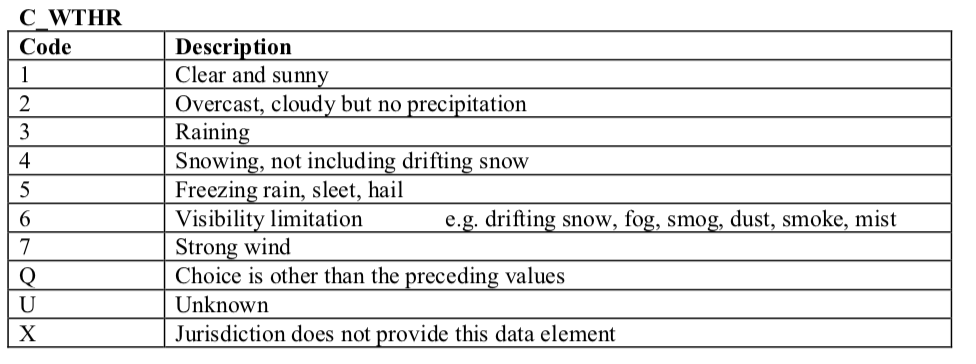 C_WTHR
Code Description
1 Clear and sunny
2 Overcast, cloudy but no precipitation
3 Raining
4 Snowing, not including drifting snow
5 Freezing rain, sleet, hail
6 Visibility limitation e.g. drifting snow, fog, smog, dust, smoke, mist
7 Strong wind
Q Choice is other than the preceding values
U Unknown
X Jurisdiction does not provide this data element